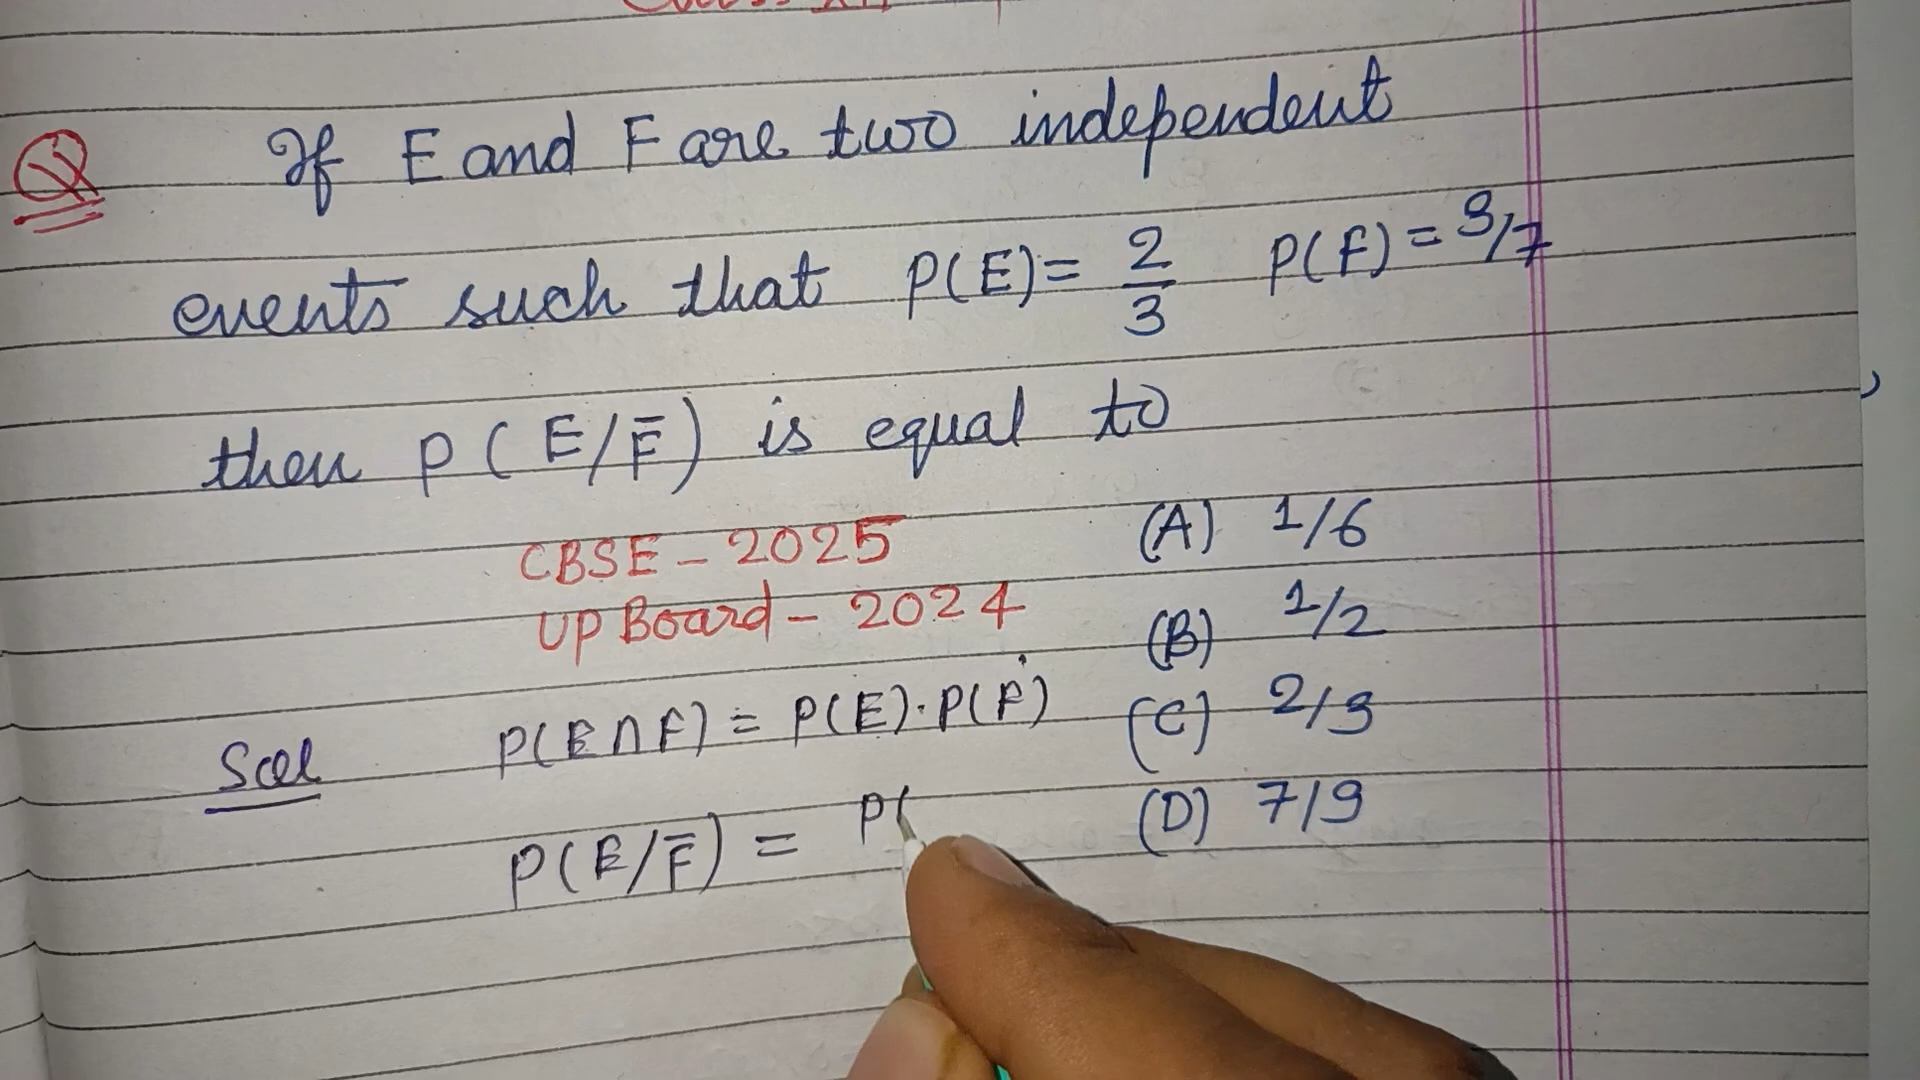 Q If E and F are two independent
events such that P(E) = 2/3 P(F) = 3/7
then P(E/F̅) is equal to
CBSE - 2025
UP Board - 2024
(A) 1/6
(B) 1/2
(C) 2/3
(D) 7/9
Sol P(E∩F) = P(E)·P(F)
P(E/F̅) = P(